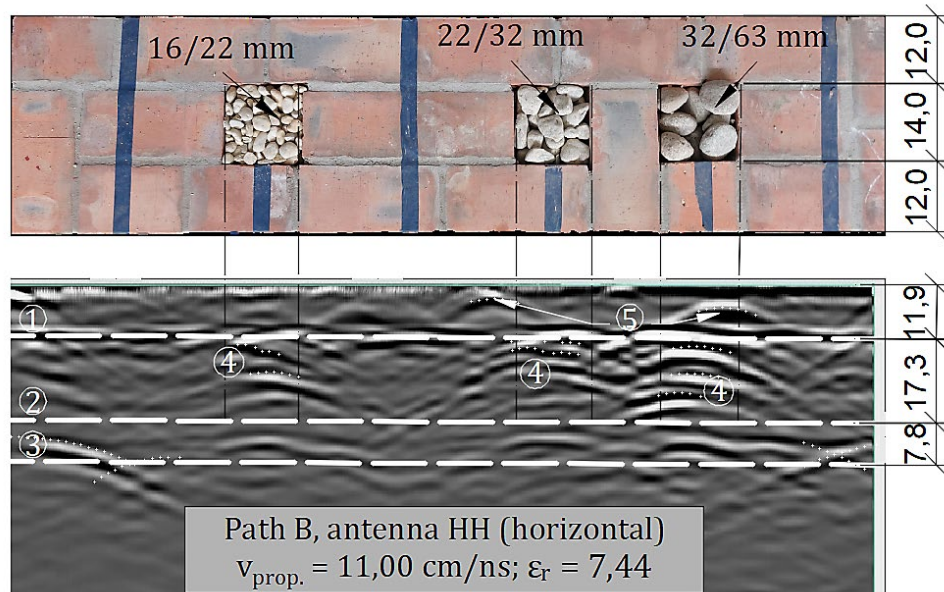 16/22 mm
22/32 mm
32/63 mm
12,0
14,0
12,0
①
⑤
11,9
④
④
④
17,3
②
③
7,8
Path B, antenna HH (horizontal)
vprop. = 11,00 cm/ns; εr = 7,44